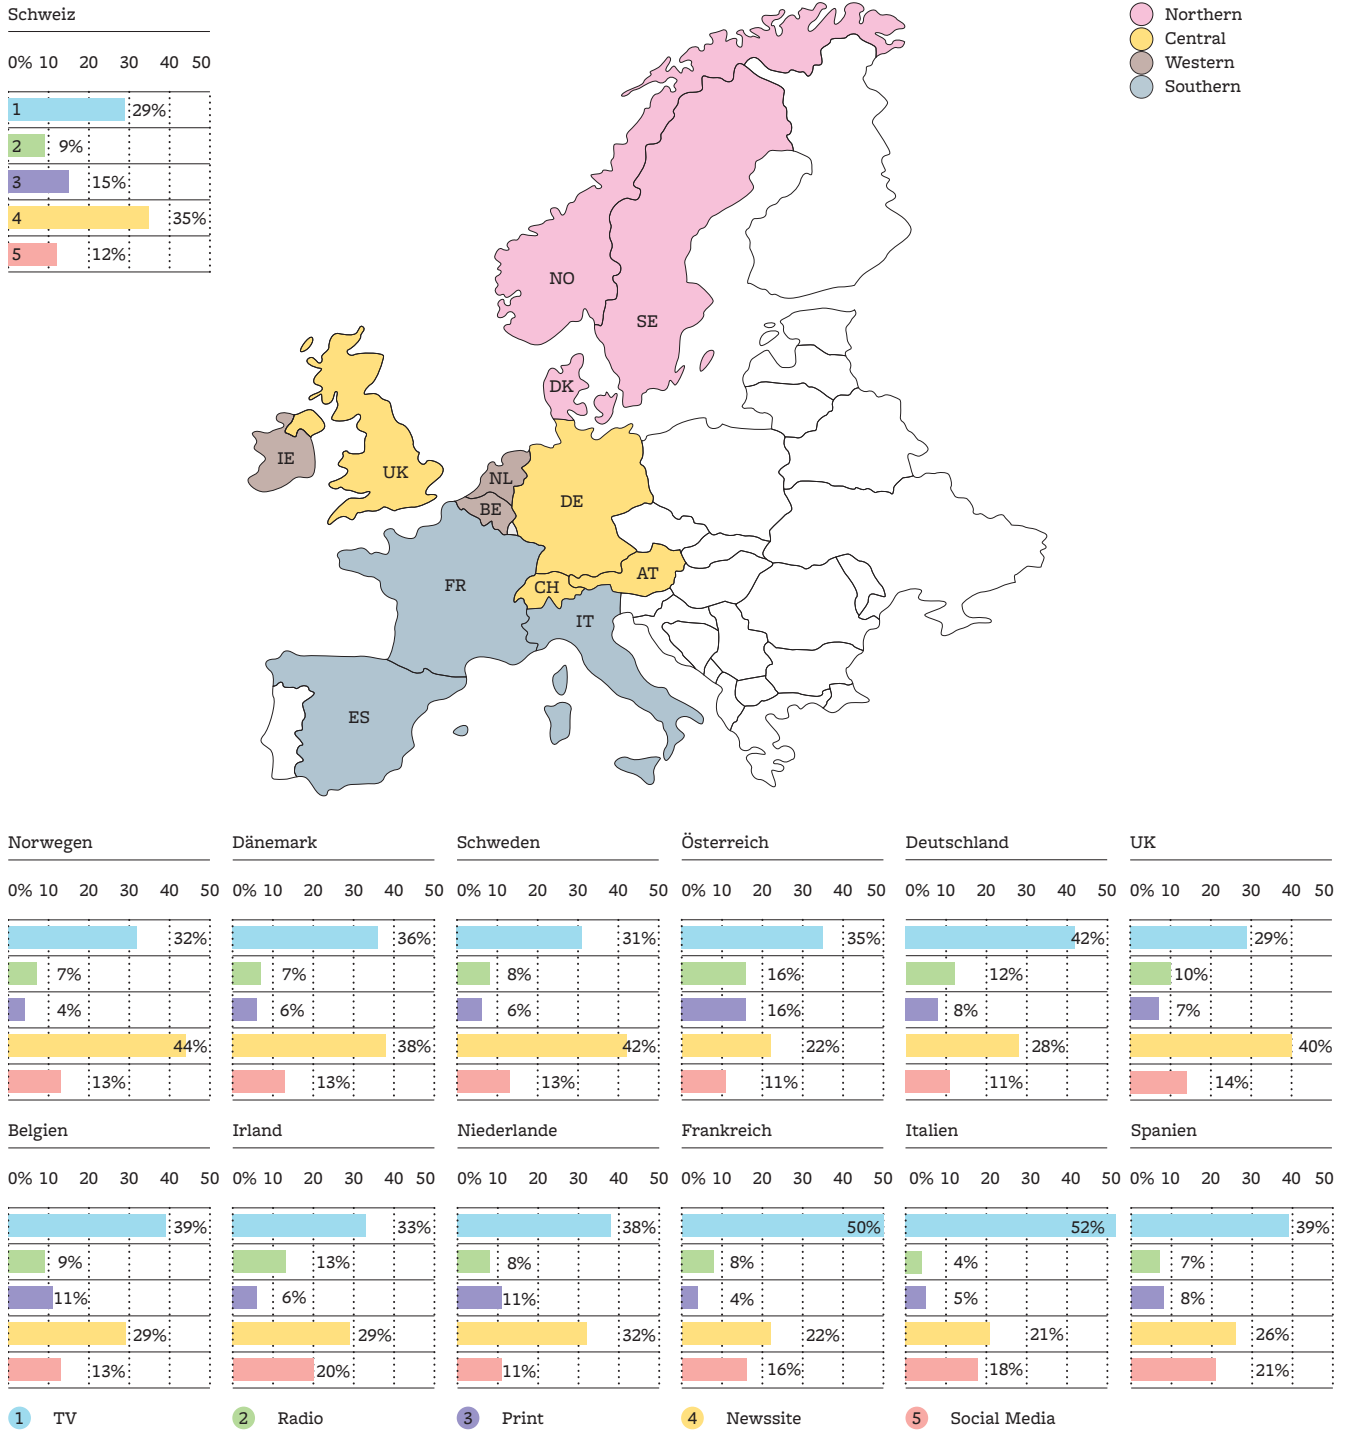 Schweiz
0% 10 20 30 40 50
1 29%
2 9%
3 15%
4 35%
5 12%
Northern
Central
Western
Southern
NO
SE
DK
IE
UK
NL
BE
DE
FR
CH
AT
IT
ES
Norwegen Dänemark Schweden Österreich Deutschland UK
0% 10 20 30 40 50 0% 10 20 30 40 50 0% 10 20 30 40 50 0% 10 20 30 40 50 0% 10 20 30 40 50 0% 10 20 30 40 50
32% 36% 31% 35% 42% 29%
7% 7% 8% 16% 12% 10%
4% 6% 6% 16% 8% 7%
44% 38% 42% 22% 28% 40%
13% 13% 13% 11% 11% 14%
Belgien Irland Niederlande Frankreich Italien Spanien
0% 10 20 30 40 50 0% 10 20 30 40 50 0% 10 20 30 40 50 0% 10 20 30 40 50 0% 10 20 30 40 50 0% 10 20 30 40 50
39% 33% 38% 50% 52% 39%
9% 13% 8% 8% 4% 7%
11% 6% 11% 4% 5% 8%
29% 29% 32% 22% 21% 26%
13% 20% 11% 16% 18% 21%
1 TV 2 Radio 3 Print 4 Newssite 5 Social Media